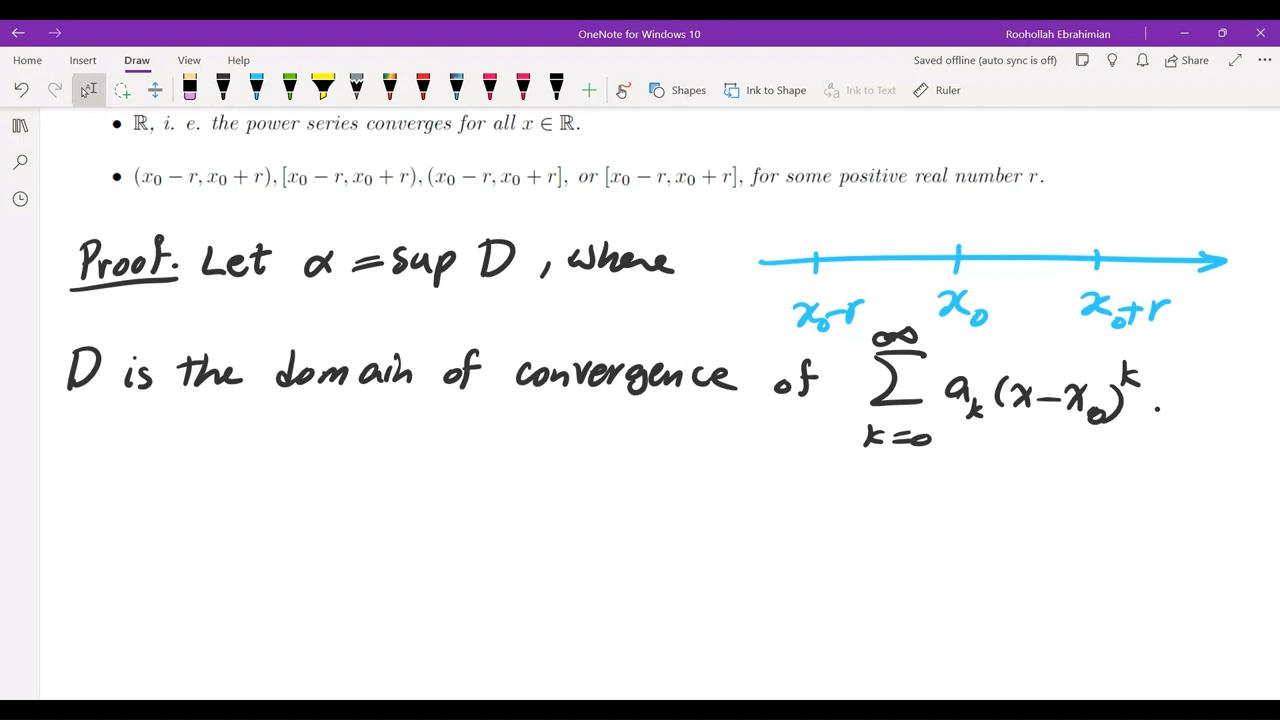 OneNote for Windows 10
Roohollah Ebrahimian
Home Insert Draw View Help
Saved offline (auto sync is off) Share
Shapes Ink to Shape Ink to Text Ruler
• ℝ, i. e. the power series converges for all x ∈ ℝ.
• (x₀ − r, x₀ + r), [x₀ − r, x₀ + r), (x₀ − r, x₀ + r], or [x₀ − r, x₀ + r], for some positive real number r.
Proof. Let α = sup D, where
x₀−r x₀ x₀+r
D is the domain of convergence of ∑_{k=0}^{∞} a_k (x−x₀)^k .